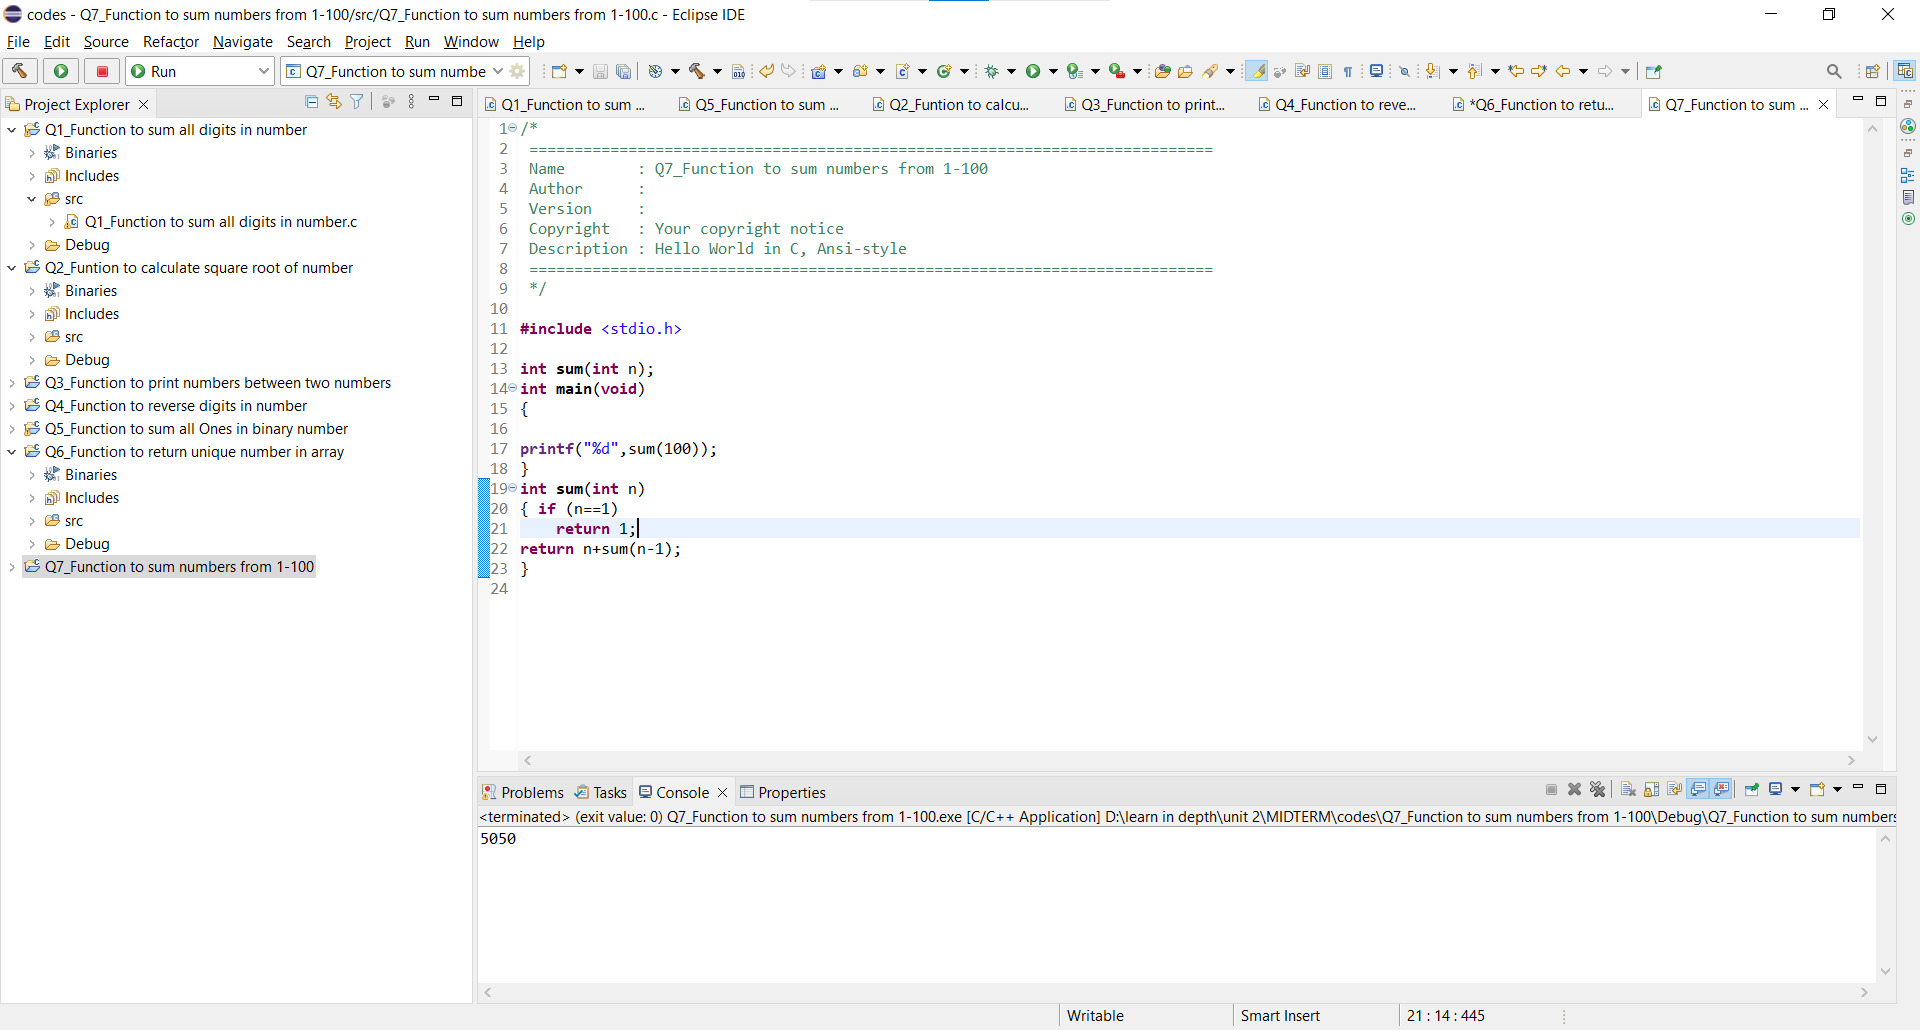 codes - Q7_Function to sum numbers from 1-100/src/Q7_Function to sum numbers from 1-100.c - Eclipse IDE
File Edit Source Refactor Navigate Search Project Run Window Help
Run
Q7_Function to sum numbe
Project Explorer
Q1_Function to sum all digits in number
Binaries
Includes
src
Q1_Function to sum all digits in number.c
Debug
Q2_Funtion to calculate square root of number
Binaries
Includes
src
Debug
Q3_Function to print numbers between two numbers
Q4_Function to reverse digits in number
Q5_Function to sum all Ones in binary number
Q6_Function to return unique number in array
Binaries
Includes
src
Debug
Q7_Function to sum numbers from 1-100
Q1_Function to sum ...
Q5_Function to sum ...
Q2_Funtion to calcu...
Q3_Function to print...
Q4_Function to reve...
*Q6_Function to retu...
Q7_Function to sum ...
1 /*
2 ============================================================================
3 Name        : Q7_Function to sum numbers from 1-100
4 Author      :
5 Version     :
6 Copyright   : Your copyright notice
7 Description : Hello World in C, Ansi-style
8 ============================================================================
9 */
10
11 #include <stdio.h>
12
13 int sum(int n);
14 int main(void)
15 {
16
17 printf("%d",sum(100));
18 }
19 int sum(int n)
20 { if (n==1)
21     return 1;
22 return n+sum(n-1);
23 }
24
Problems Tasks Console Properties
<terminated> (exit value: 0) Q7_Function to sum numbers from 1-100.exe [C/C++ Application] D:\learn in depth\unit 2\MIDTERM\codes\Q7_Function to sum numbers from 1-100\Debug\Q7_Function to sum numbers
5050
Writable
Smart Insert
21 : 14 : 445